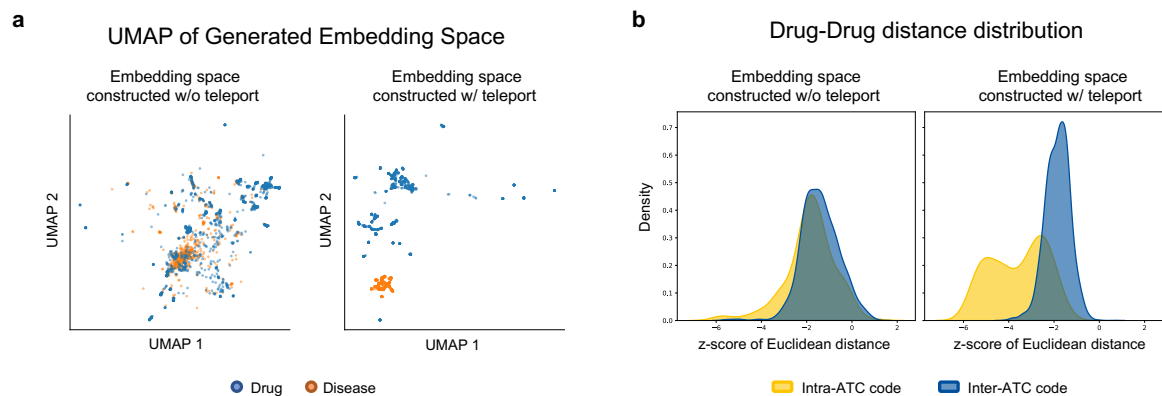 a
UMAP of Generated Embedding Space
Embedding space
constructed w/o teleport
Embedding space
constructed w/ teleport
UMAP 2
UMAP 2
UMAP 1
UMAP 1
Drug
Disease
b
Drug-Drug distance distribution
Embedding space
constructed w/o teleport
Embedding space
constructed w/ teleport
Density
0.7
0.6
0.5
0.4
0.3
0.2
0.1
0.0
−6 −4 −2 0 2
−6 −4 −2 0 2
z-score of Euclidean distance
z-score of Euclidean distance
Intra-ATC code
Inter-ATC code